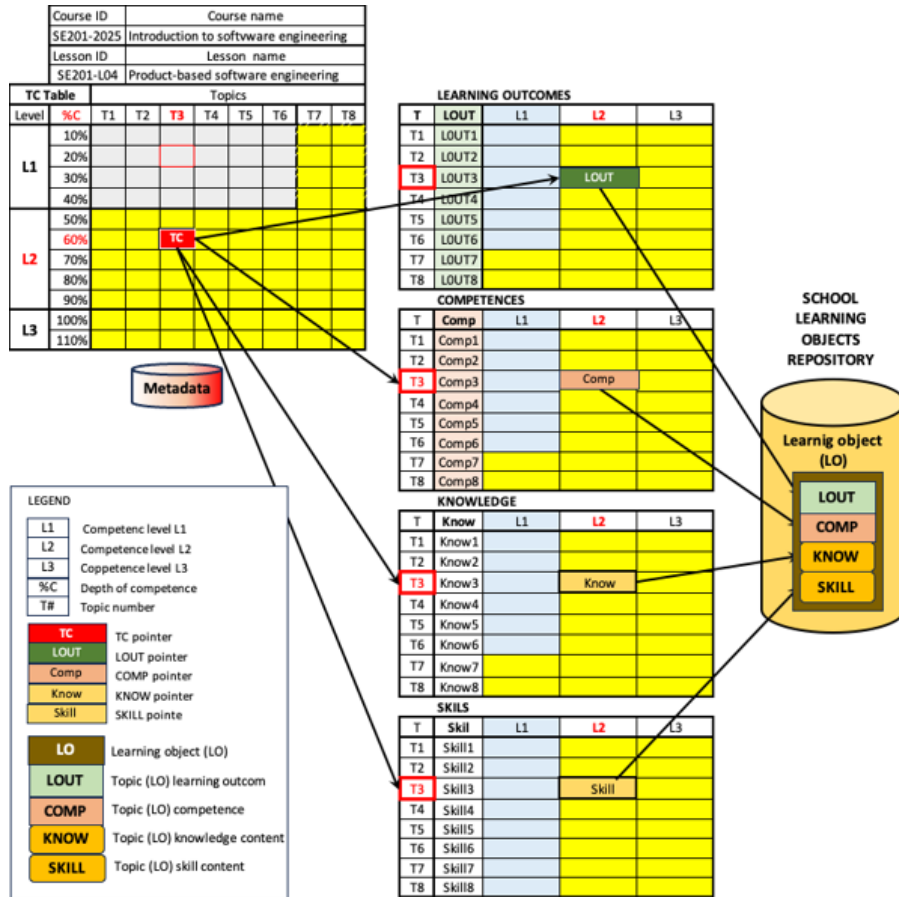 Course ID Course name
SE201-2025 Introduction to softvware engineering
Lesson ID Lesson name
SE201-L04 Product-based software engineering
TC Table Topics
Level %C T1 T2 T3 T4 T5 T6 T7 T8
L1
10%
20%
30%
40%
L2
50%
60% TC
70%
80%
90%
L3
100%
110%
Metadata
LEARNING OUTCOMES
T LOUT L1 L2 L3
T1 L0UT1
T2 L0UT2
T3 L0UT3 LOUT
T4 L0UT4
T5 L0UT5
T6 L0UT6
T7 L0UT7
T8 L0UT8
COMPETENCES
T Comp L1 L2 L3
T1 Comp1
T2 Comp2
T3 Comp3 Comp
T4 Comp4
T5 Comp5
T6 Comp6
T7 Comp7
T8 Comp8
KNOWLEDGE
T Know L1 L2 L3
T1 Know1
T2 Know2
T3 Know3 Know
T4 Know4
T5 Know5
T6 Know6
T7 Know7
T8 Know8
SKILS
T Skil L1 L2 L3
T1 Skill1
T2 Skill2
T3 Skill3 Skill
T4 Skill4
T5 Skill5
T6 Skill6
T7 Skill7
T8 Skill8
SCHOOL
LEARNING
OBJECTS
REPOSITORY
Learnig object
(LO)
LOUT
COMP
KNOW
SKILL
LEGEND
L1 Competenc level L1
L2 Competence level L2
L3 Coppetence level L3
%C Depth of competence
T# Topic number
TC TC pointer
LOUT LOUT pointer
Comp COMP pointer
Know KNOW pointer
Skill SKILL pointe
LO Learning object (LO)
LOUT Topic (LO) learning outcom
COMP Topic (LO) competence
KNOW Topic (LO) knowledge content
SKILL Topic (LO) skill content